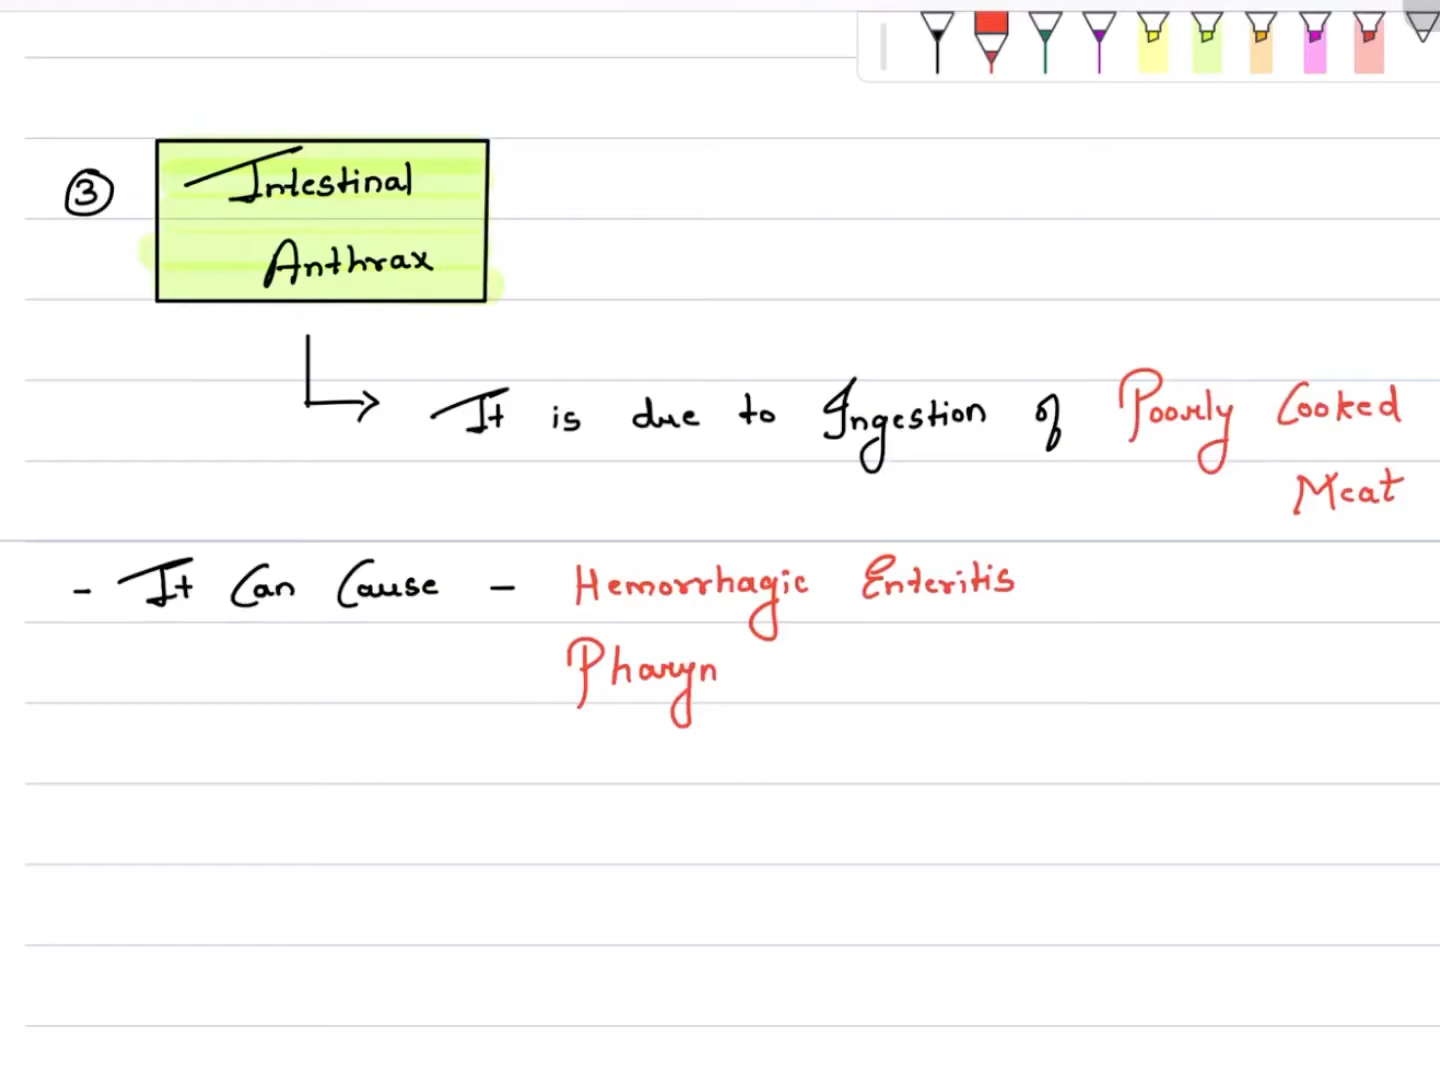 ③ Intestinal
Anthrax
It is due to Ingestion of Poorly Cooked
Meat
- It Can Cause - Hemorrhagic Enteritis
Pharyn